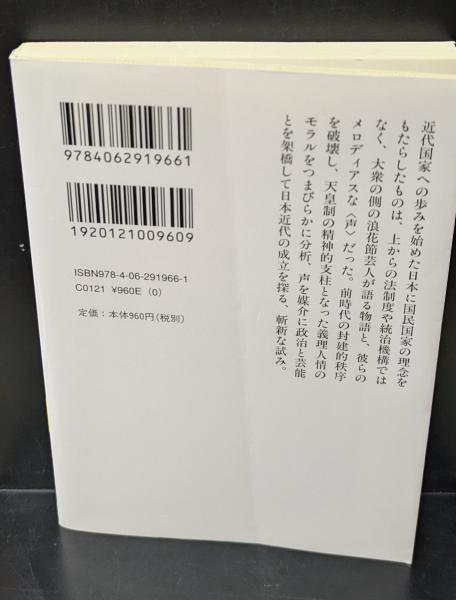 近代国家への歩みを始めた日本に国民国家の理念を
もたらしたものは、上からの法制度や統治機構では
なく、大衆の側の浪花節芸人が語る物語と、彼らの
メロディアスな〈声〉だった。前時代の封建的秩序
を破壊し、天皇制の精神的支柱となった義理人情の
モラルをつまびらかに分析、声を媒介に政治と芸能
とを架橋して日本近代の成立を探る、斬新な試み。
9784062919661
1920121009609
ISBN978-4-06-291966-1
C0121 ¥960E (0)
定価：本体960円（税別）